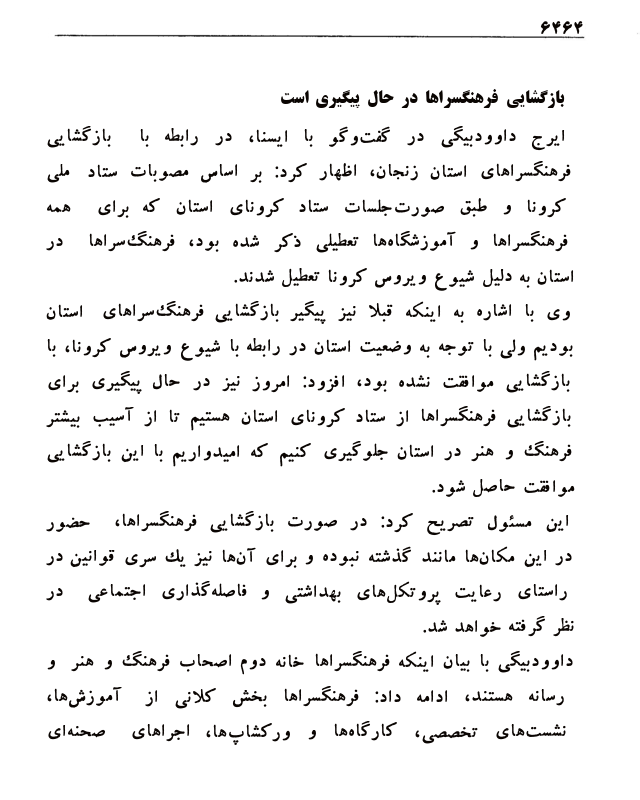 ۶۴۶۴
بازگشایی فرهنگسراها در حال پیگیری است
ایرج داوودبیگی در گفت‌وگو با ایسنا، در رابطه با بازگشایی
فرهنگسراهای استان زنجان، اظهار کرد: بر اساس مصوبات ستاد ملی
کرونا و طبق صورت‌جلسات ستاد کرونای استان که برای همه
فرهنگسراها و آموزشگاه‌ها تعطیلی ذکر شده بود، فرهنگ‌سراها در
استان به دلیل شیوع ویروس کرونا تعطیل شدند.
وی با اشاره به اینکه قبلا نیز پیگیر بازگشایی فرهنگ‌سراهای استان
بودیم ولی با توجه به وضعیت استان در رابطه با شیوع ویروس کرونا، با
بازگشایی موافقت نشده بود، افزود: امروز نیز در حال پیگیری برای
بازگشایی فرهنگسراها از ستاد کرونای استان هستیم تا از آسیب بیشتر
فرهنگ و هنر در استان جلوگیری کنیم که امیدواریم با این بازگشایی
موافقت حاصل شود.
این مسئول تصریح کرد: در صورت بازگشایی فرهنگسراها، حضور
در این مکان‌ها مانند گذشته نبوده و برای آن‌ها نیز یك سری قوانین در
راستای رعایت پروتکل‌های بهداشتی و فاصله‌گذاری اجتماعی در
نظر گرفته خواهد شد.
داوودبیگی با بیان اینکه فرهنگسراها خانه دوم اصحاب فرهنگ و هنر و
رسانه هستند، ادامه داد: فرهنگسراها بخش کلانی از آموزش‌ها،
نشست‌های تخصصی، کارگاه‌ها و ورکشاپ‌ها، اجراهای صحنه‌ای